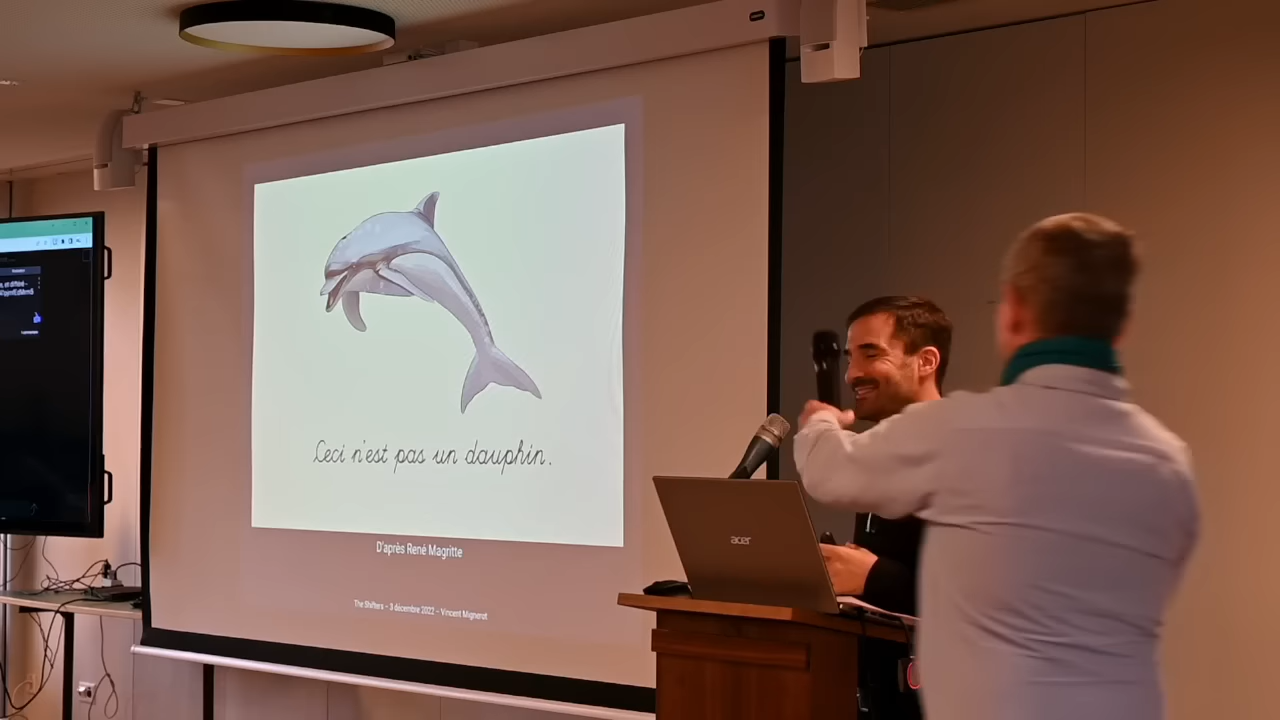 Ceci n'est pas un dauphin.
D'après René Magritte
The Shifters - 3 décembre 2022 - Vincent Mignerot
acer